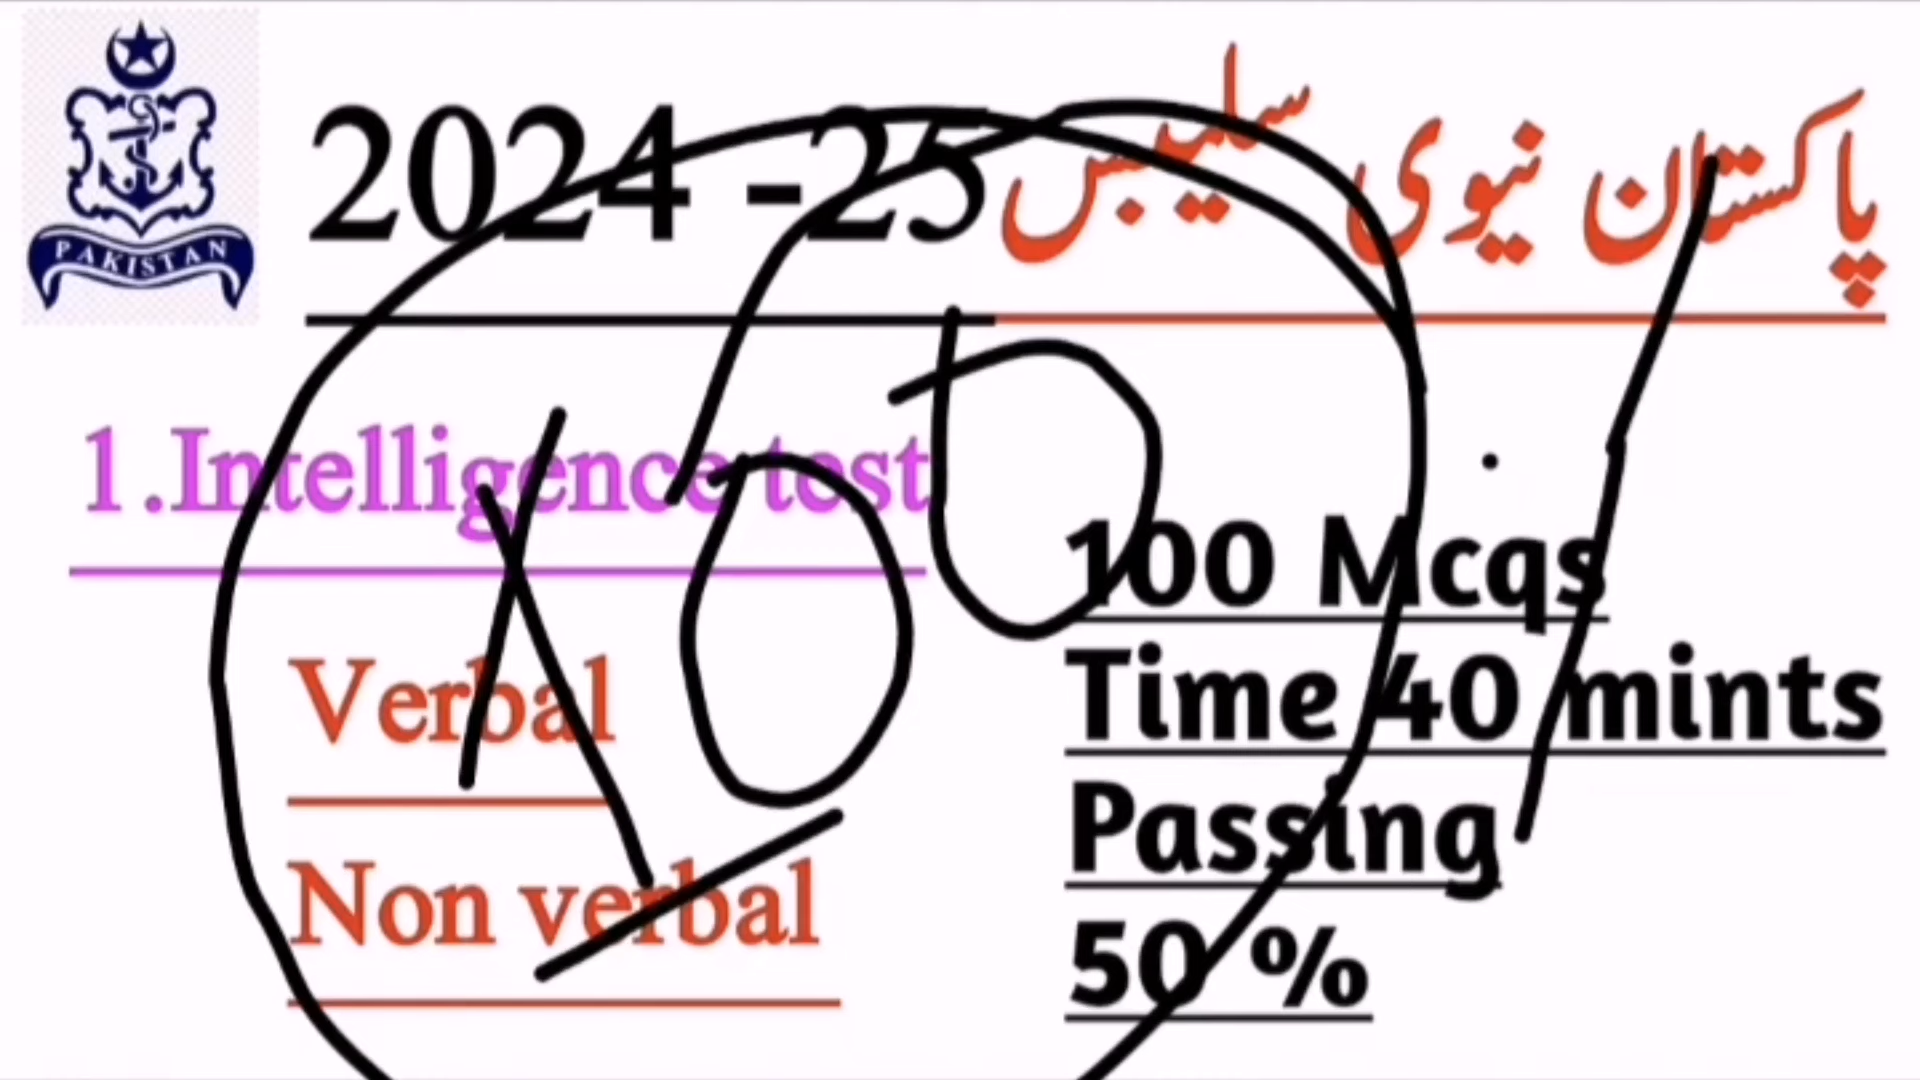 PAKISTAN
2024 -25 پاکستان نیوی سلیبس
1.Intelligence test
Verbal
Non verbal
100 Mcqs
Time 40 mints
Passing
50 %
100